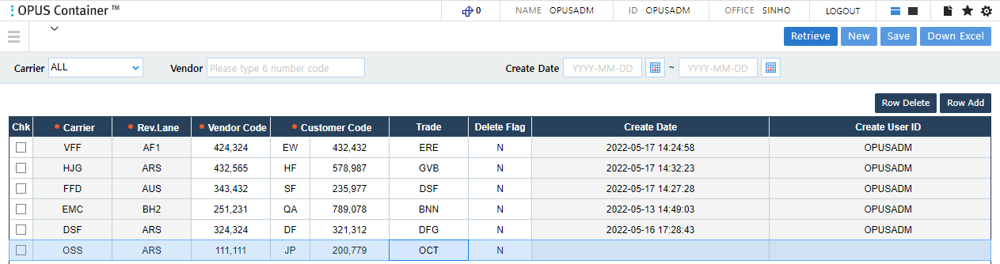 OPUS Container ™ 0 NAME OPUSADM ID OPUSADM OFFICE SINHO LOGOUT
Retrieve New Save Down Excel
Carrier ALL Vendor Please type 6 number code Create Date YYYY-MM-DD ~ YYYY-MM-DD
Row Delete Row Add
Chk Carrier Rev.Lane Vendor Code Customer Code Trade Delete Flag Create Date Create User ID
VFF AF1 424,324 EW 432,432 ERE N 2022-05-17 14:24:58 OPUSADM
HJG ARS 432,565 HF 578,987 GVB N 2022-05-17 14:32:23 OPUSADM
FFD AUS 343,432 SF 235,977 DSF N 2022-05-17 14:27:28 OPUSADM
EMC BH2 251,231 QA 789,078 BNN N 2022-05-13 14:49:03 OPUSADM
DSF ARS 324,324 DF 321,312 DFG N 2022-05-16 17:28:43 OPUSADM
OSS ARS 111,111 JP 200,779 OCT N